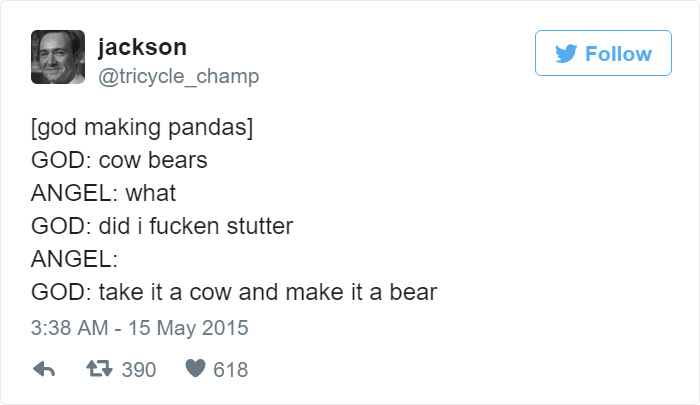 jackson
@tricycle_champ
Follow
[god making pandas]
GOD: cow bears
ANGEL: what
GOD: did i fucken stutter
ANGEL:
GOD: take it a cow and make it a bear
3:38 AM - 15 May 2015
390 618